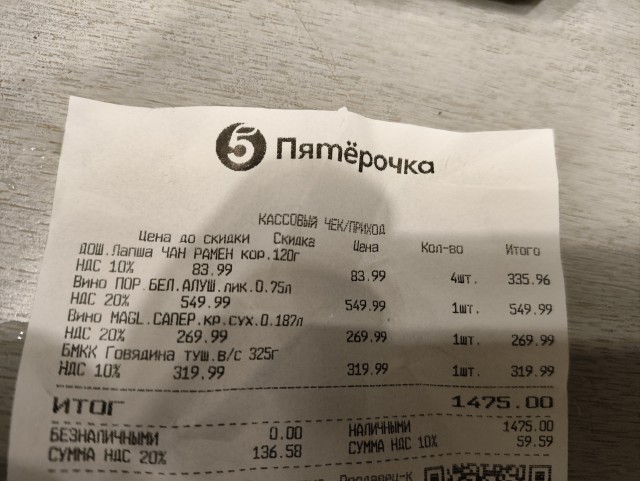 5 Пятёрочка
КАССОВЫЙ ЧЕК/ПРИХОД
Цена до скидки Скидка Цена Кол-во Итого
ДОШ.Лапша ЧАН РАМЕН кор.120г
НДС 10% 83.99 83.99 4шт. 335.96
Вино ПОР.БЕЛ.АЛУШ.лик.0.75л
НДС 20% 549.99 549.99 1шт. 549.99
Вино MAGL.САПЕР.кр.сух.0.187л
НДС 20% 269.99 269.99 1шт. 269.99
БМКК Говядина туш.в/с 325г
НДС 10% 319.99 319.99 1шт. 319.99
ИТОГ 1475.00
БЕЗНАЛИЧНЫМИ 0.00 НАЛИЧНЫМИ 1475.00
СУММА НДС 20% 136.58 СУММА НДС 10% 59.59